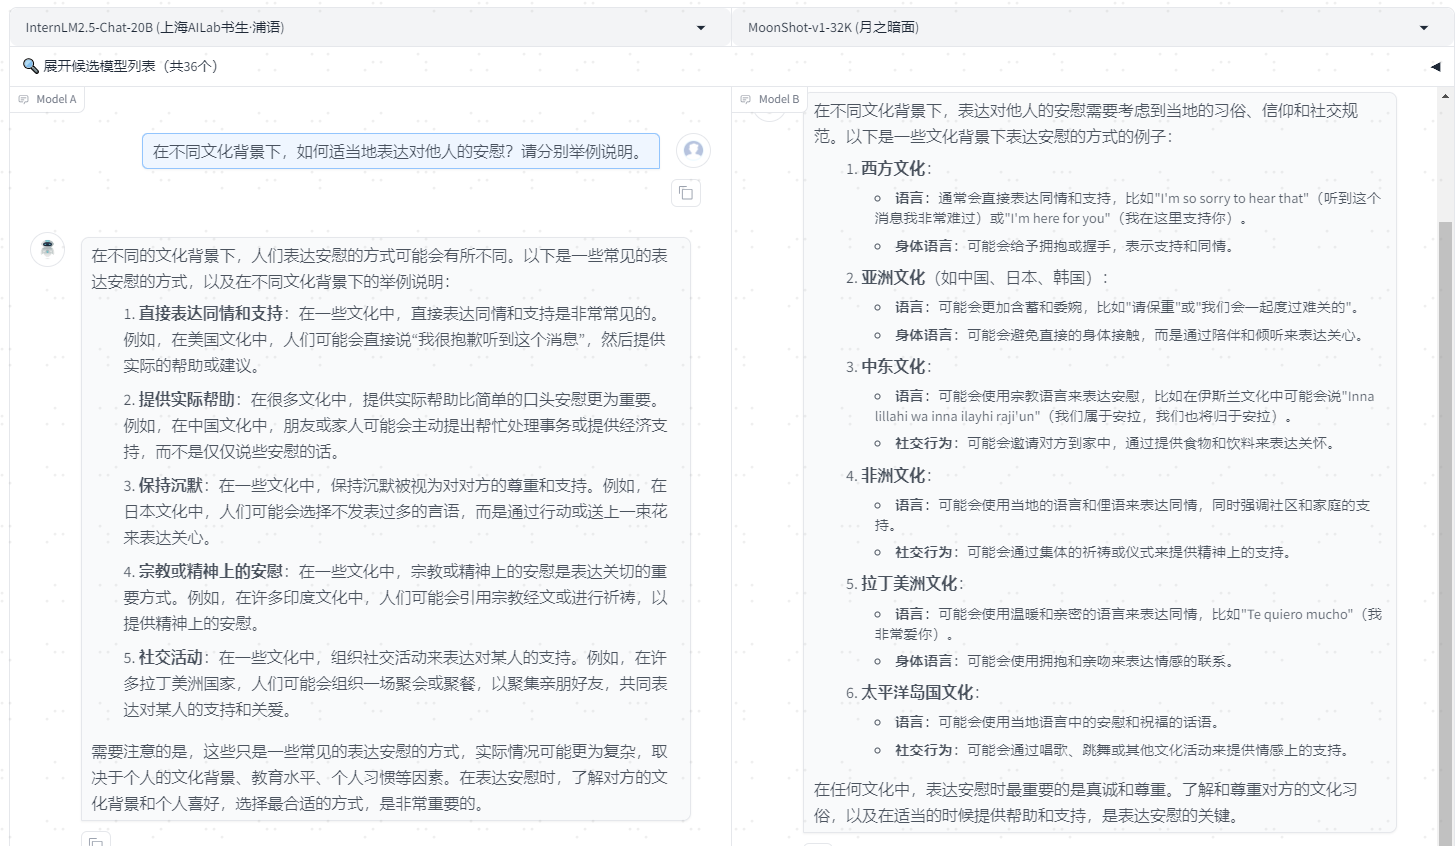 InternLM2.5-Chat-20B (上海AILab书生·浦语)
MoonShot-v1-32K (月之暗面)
🔍 展开候选模型列表（共36个）
Model A
在不同文化背景下，如何适当地表达对他人的安慰？请分别举例说明。
在不同的文化背景下，人们表达安慰的方式可能会有所不同。以下是一些常见的表
达安慰的方式，以及在不同文化背景下的举例说明：
1. 直接表达同情和支持：在一些文化中，直接表达同情和支持是非常常见的。
例如，在美国文化中，人们可能会直接说“我很抱歉听到这个消息”，然后提供
实际的帮助或建议。
2. 提供实际帮助：在很多文化中，提供实际帮助比简单的口头安慰更为重要。
例如，在中国文化中，朋友或家人可能会主动提出帮忙处理事务或提供经济支
持，而不是仅仅说些安慰的话。
3. 保持沉默：在一些文化中，保持沉默被视为对对方的尊重和支持。例如，在
日本文化中，人们可能会选择不发表过多的言语，而是通过行动或送上一束花
来表达关心。
4. 宗教或精神上的安慰：在一些文化中，宗教或精神上的安慰是表达关切的重
要方式。例如，在许多印度文化中，人们可能会引用宗教经文或进行祈祷，以
提供精神上的安慰。
5. 社交活动：在一些文化中，组织社交活动来表达对某人的支持。例如，在许
多拉丁美洲国家，人们可能会组织一场聚会或聚餐，以聚集亲朋好友，共同表
达对某人的支持和关爱。
需要注意的是，这些只是一些常见的表达安慰的方式，实际情况可能更为复杂，取
决于个人的文化背景、教育水平、个人习惯等因素。在表达安慰时，了解对方的文
化背景和个人喜好，选择最合适的方式，是非常重要的。
Model B
在不同文化背景下，表达对他人的安慰需要考虑到当地的习俗、信仰和社交规
范。以下是一些文化背景下表达安慰的方式的例子：
1. 西方文化：
语言：通常会直接表达同情和支持，比如"I'm so sorry to hear that"（听到这个
消息我非常难过）或"I'm here for you"（我在这里支持你）。
身体语言：可能会给予拥抱或握手，表示支持和同情。
2. 亚洲文化（如中国、日本、韩国）：
语言：可能会更加含蓄和委婉，比如"请保重"或"我们会一起度过难关的"。
身体语言：可能会避免直接的身体接触，而是通过陪伴和倾听来表达关心。
3. 中东文化：
语言：可能会使用宗教语言来表达安慰，比如在伊斯兰文化中可能会说"Inna
lillahi wa inna ilayhi raji'un"（我们属于安拉，我们也将归于安拉）。
社交行为：可能会邀请对方到家中，通过提供食物和饮料来表达关怀。
4. 非洲文化：
语言：可能会使用当地的语言和俚语来表达同情，同时强调社区和家庭的支
持。
社交行为：可能会通过集体的祈祷或仪式来提供精神上的支持。
5. 拉丁美洲文化：
语言：可能会使用温暖和亲密的语言来表达同情，比如"Te quiero mucho"（我
非常爱你）。
身体语言：可能会使用拥抱和亲吻来表达情感的联系。
6. 太平洋岛国文化：
语言：可能会使用当地语言中的安慰和祝福的话语。
社交行为：可能会通过唱歌、跳舞或其他文化活动来提供情感上的支持。
在任何文化中，表达安慰时最重要的是真诚和尊重。了解和尊重对方的文化习
俗，以及在适当的时候提供帮助和支持，是表达安慰的关键。